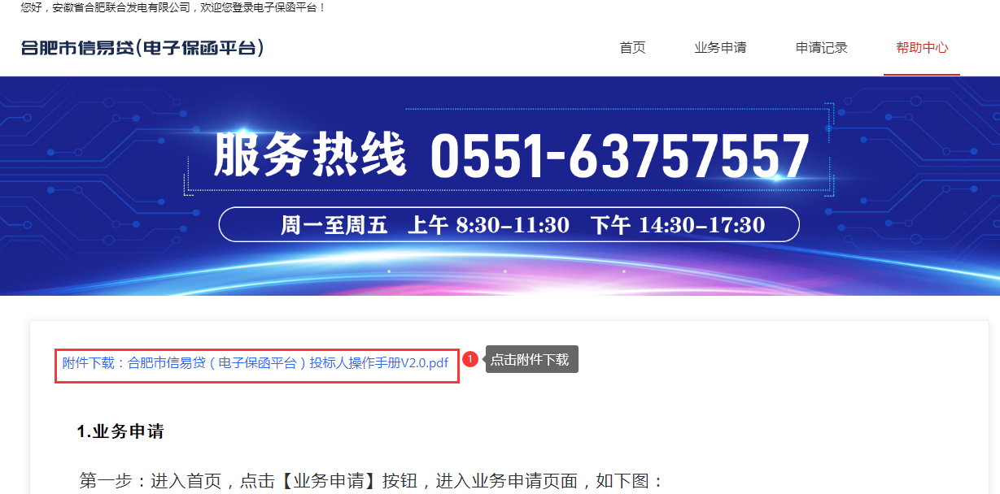 您好，安徽省合肥联合发电有限公司，欢迎您登录电子保函平台！
合肥市信易贷(电子保函平台)
首页 业务申请 申请记录 帮助中心
服务热线 0551-63757557
周一至周五 上午 8:30-11:30 下午 14:30-17:30
附件下载：合肥市信易贷（电子保函平台）投标人操作手册V2.0.pdf 1 点击附件下载
1.业务申请
第一步：进入首页，点击【业务申请】按钮，进入业务申请页面，如下图：